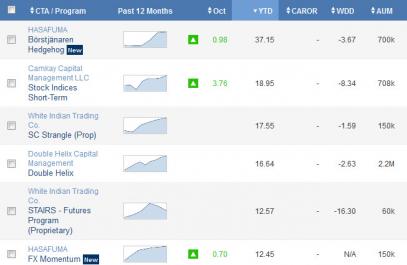 CTA / Program Past 12 Months Oct YTD CAROR WDD AUM
HASAFUMA
Börstjänaren
Hedgehog New
0.98 37.15 - -3.67 700k
Camkay Capital
Management LLC
Stock Indices
Short-Term
3.76 18.95 - -8.34 708k
White Indian Trading
Co.
SC Strangle (Prop)
17.55 - -1.59 150k
Double Helix Capital
Management
Double Helix
16.64 - -2.63 2.2M
White Indian Trading
Co.
STAIRS - Futures
Program
(Proprietary)
12.57 - -16.30 60k
HASAFUMA
FX Momentum New
0.70 12.45 - N/A 150k